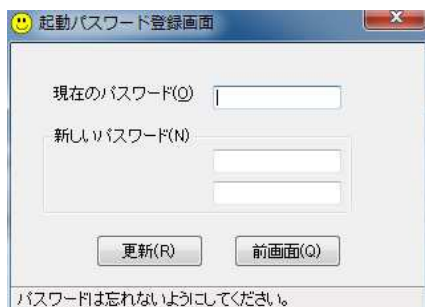 起動パスワード登録画面
現在のパスワード(O)
新しいパスワード(N)
更新(R)
前画面(Q)
パスワードは忘れないようにしてください。